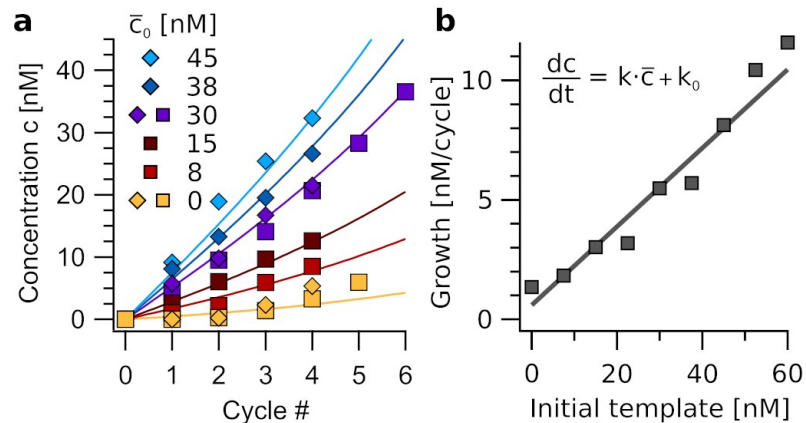 a
c̄₀ [nM]
45
38
30
15
8
0
Concentration c [nM]
40
30
20
10
0
0 1 2 3 4 5 6
Cycle #
b
dc/dt = k·c̄+k₀
Growth [nM/cycle]
10
5
0
0 20 40 60
Initial template [nM]